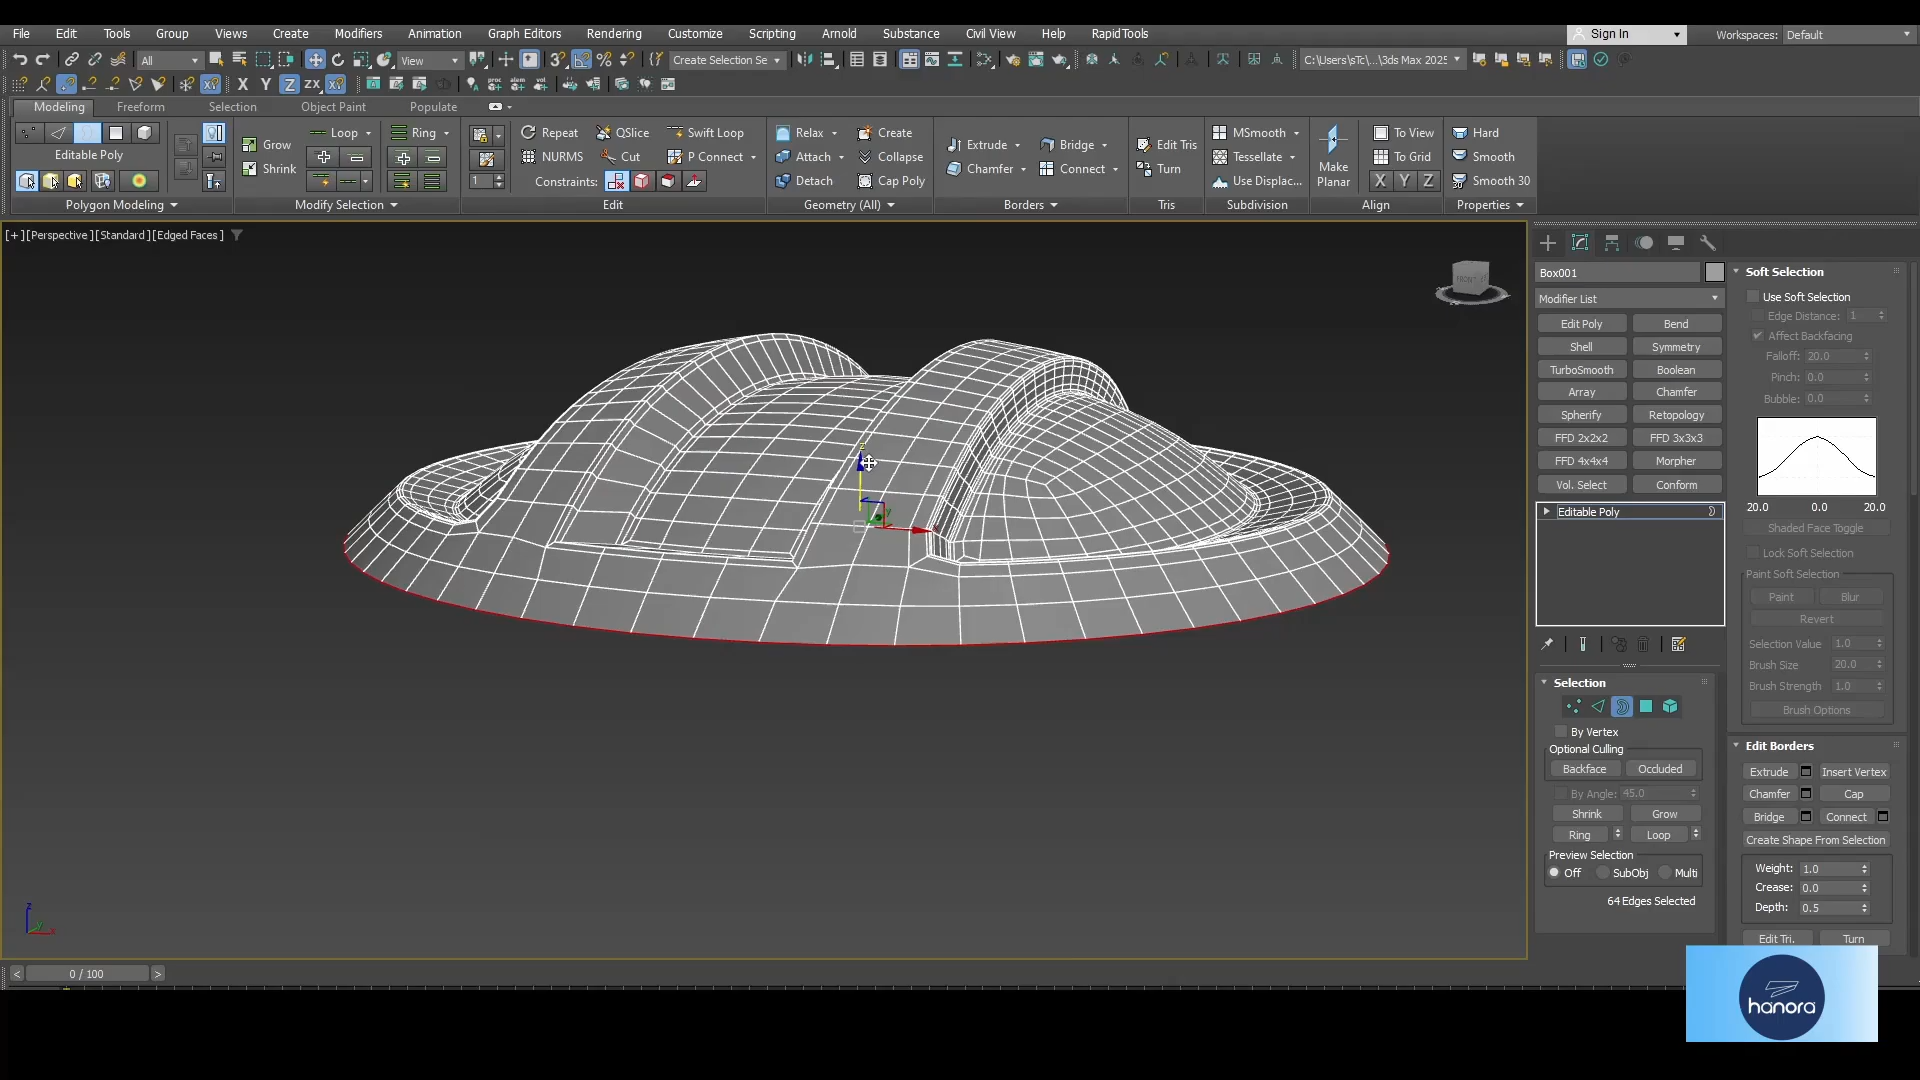 File Edit Tools Group Views Create Modifiers Animation Graph Editors Rendering Customizing Scripting Arnold Substance Civil View Help RapidTools Sign In Workspaces: Default
All View Create Selection Se C:\Users\sTc\...\3ds Max 2025
X Y Z ZX XY
Modeling Freeform Selection Object Paint Populate
Loop Ring Repeat QSlice Swift Loop Relax Create Extrude Bridge Edit Tris MSmooth To View Hard
Editable Poly Grow NURMS Cut P Connect Attach Collapse Chamfer Connect Turn Tessellate Make Planar To Grid Smooth
Shrink 1 Constraints: Detach Cap Poly Use Displac... X Y Z Smooth 30
Polygon Modeling Modify Selection Edit Geometry (All) Borders Tris Subdivision Align Properties
[+] [Perspective] [Standard] [Edged Faces]
Box001
Modifier List
Edit Poly Bend
Shell Symmetry
TurboSmooth Boolean
Array Chamfer
Spherify Retopology
FFD 2x2x2 FFD 3x3x3
FFD 4x4x4 Morpher
Vol. Select Conform
Editable Poly
Selection
By Vertex
Optional Culling
Backface Occluded
By Angle: 45.0
Shrink Grow
Ring Loop
Preview Selection
Off SubObj Multi
64 Edges Selected
Soft Selection
Use Soft Selection
Edge Distance: 1
Affect Backfacing
Falloff: 20.0
Pinch: 0.0
Bubble: 0.0
20.0 0.0 20.0
Shaded Face Toggle
Lock Soft Selection
Paint Soft Selection
Paint Blur
Revert
Selection Value 1.0
Brush Size 20.0
Brush Strength 1.0
Brush Options
Edit Borders
Extrude Insert Vertex
Chamfer Cap
Bridge Connect
Create Shape From Selection
Weight: 1.0
Crease: 0.0
Depth: 0.5
Edit Tri. Turn
z
y
z
x
< 0 / 100 >
hanora